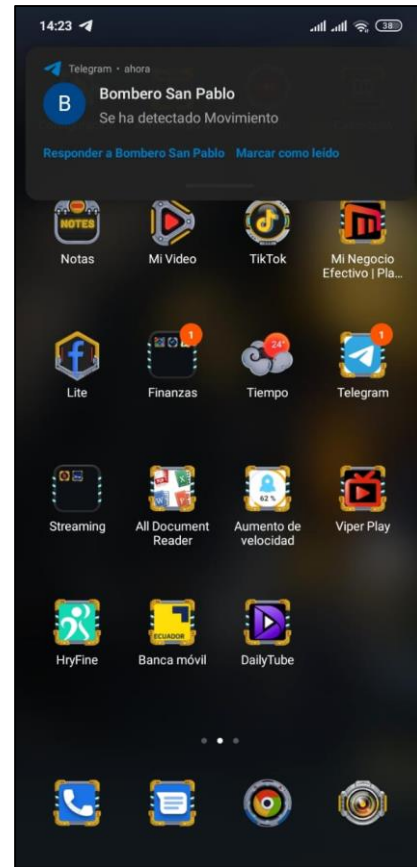 14:23
38
Telegram • ahora
B
Bombero San Pablo
Se ha detectado Movimiento
Responder a Bombero San Pablo Marcar como leído
NOTES
Notas
Mi Video
TikTok
Mi Negocio
Efectivo | Pla...
1
24°
1
Lite
Finanzas
Tiempo
Telegram
62 %
Streaming
All Document
Reader
Aumento de
velocidad
Viper Play
ECUADOR
HryFine
Banca móvil
DailyTube